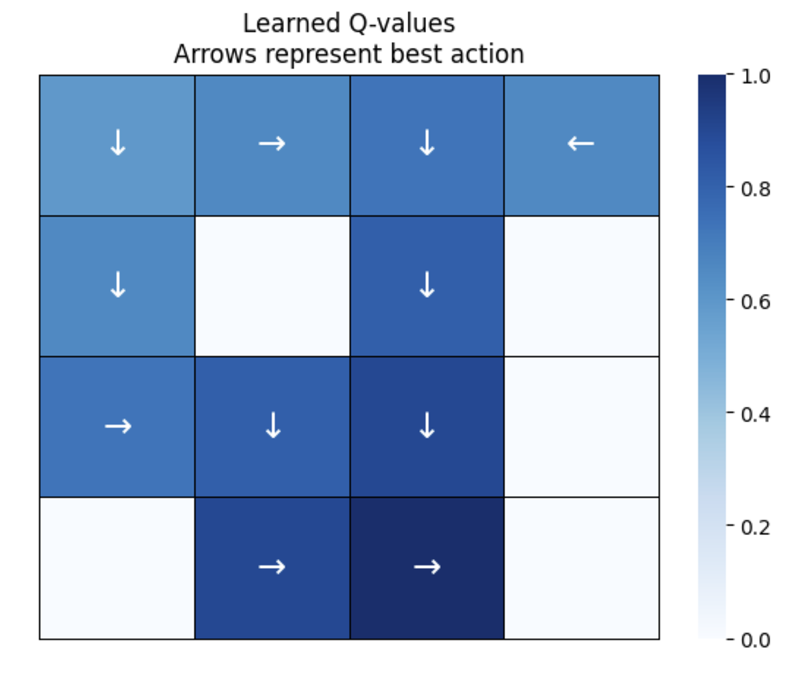 Learned Q-values
Arrows represent best action
↓ → ↓ ←
↓ ↓
→ ↓ ↓
→ →
1.0
0.8
0.6
0.4
0.2
0.0